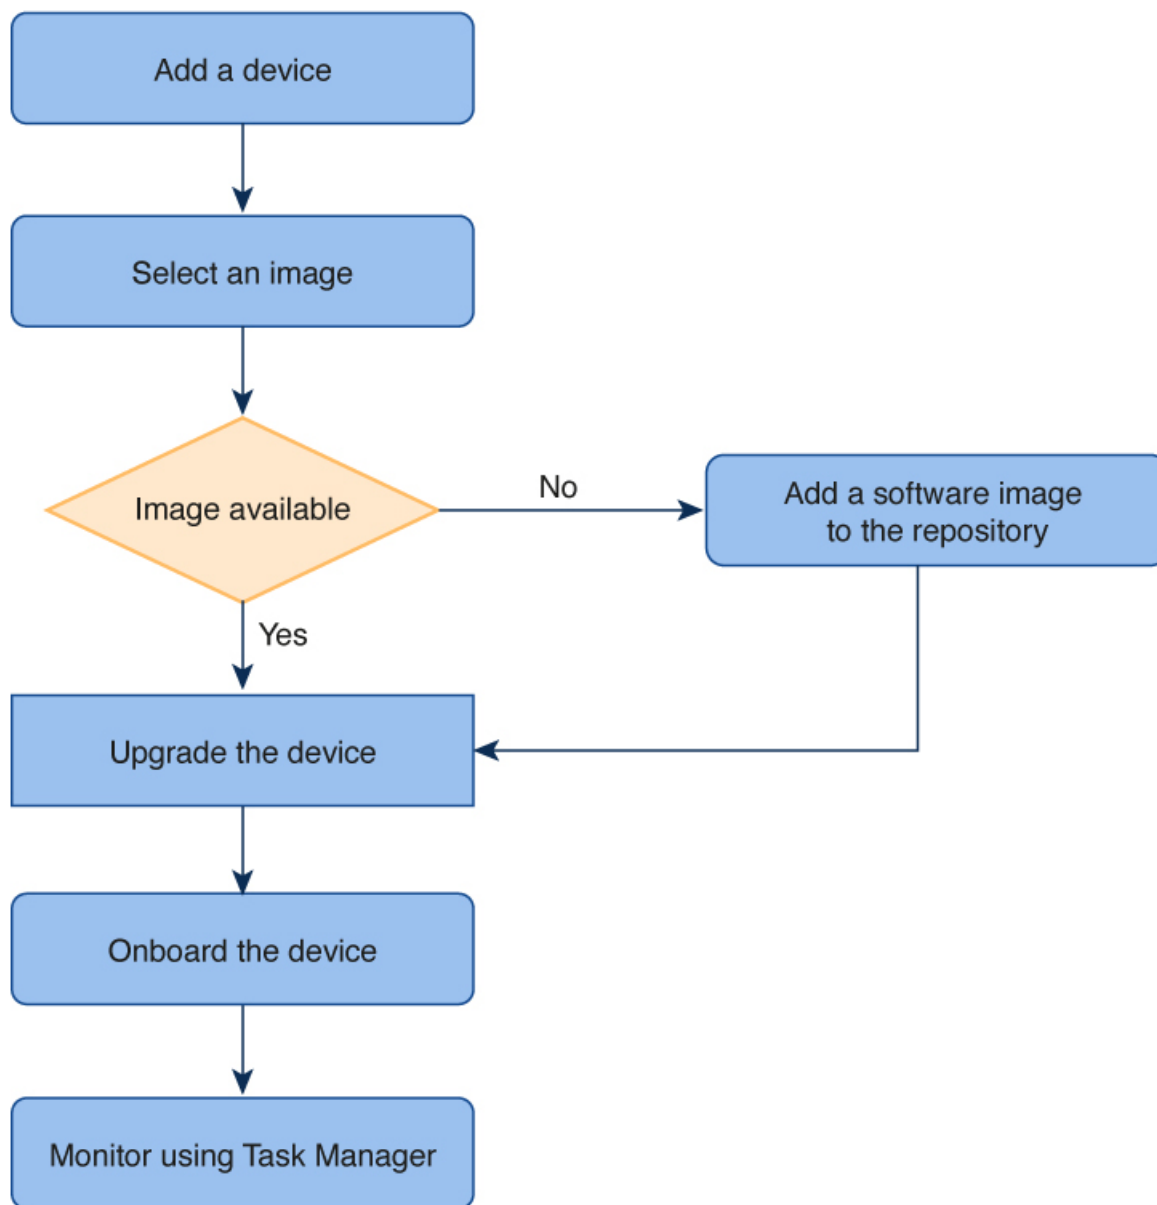 Add a device
Select an image
Image available
No
Add a software image
to the repository
Yes
Upgrade the device
Onboard the device
Monitor using Task Manager